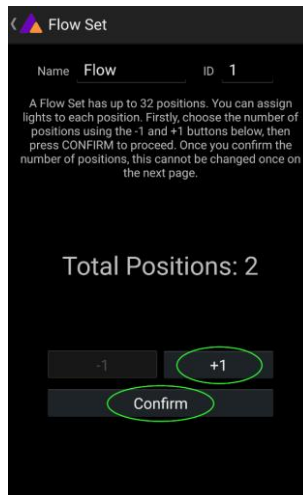 Flow Set
Name Flow ID 1
A Flow Set has up to 32 positions. You can assign
lights to each position. Firstly, choose the number of
positions using the -1 and +1 buttons below, then
press CONFIRM to proceed. Once you confirm the
number of positions, this cannot be changed once on
the next page.
Total Positions: 2
-1 +1
Confirm